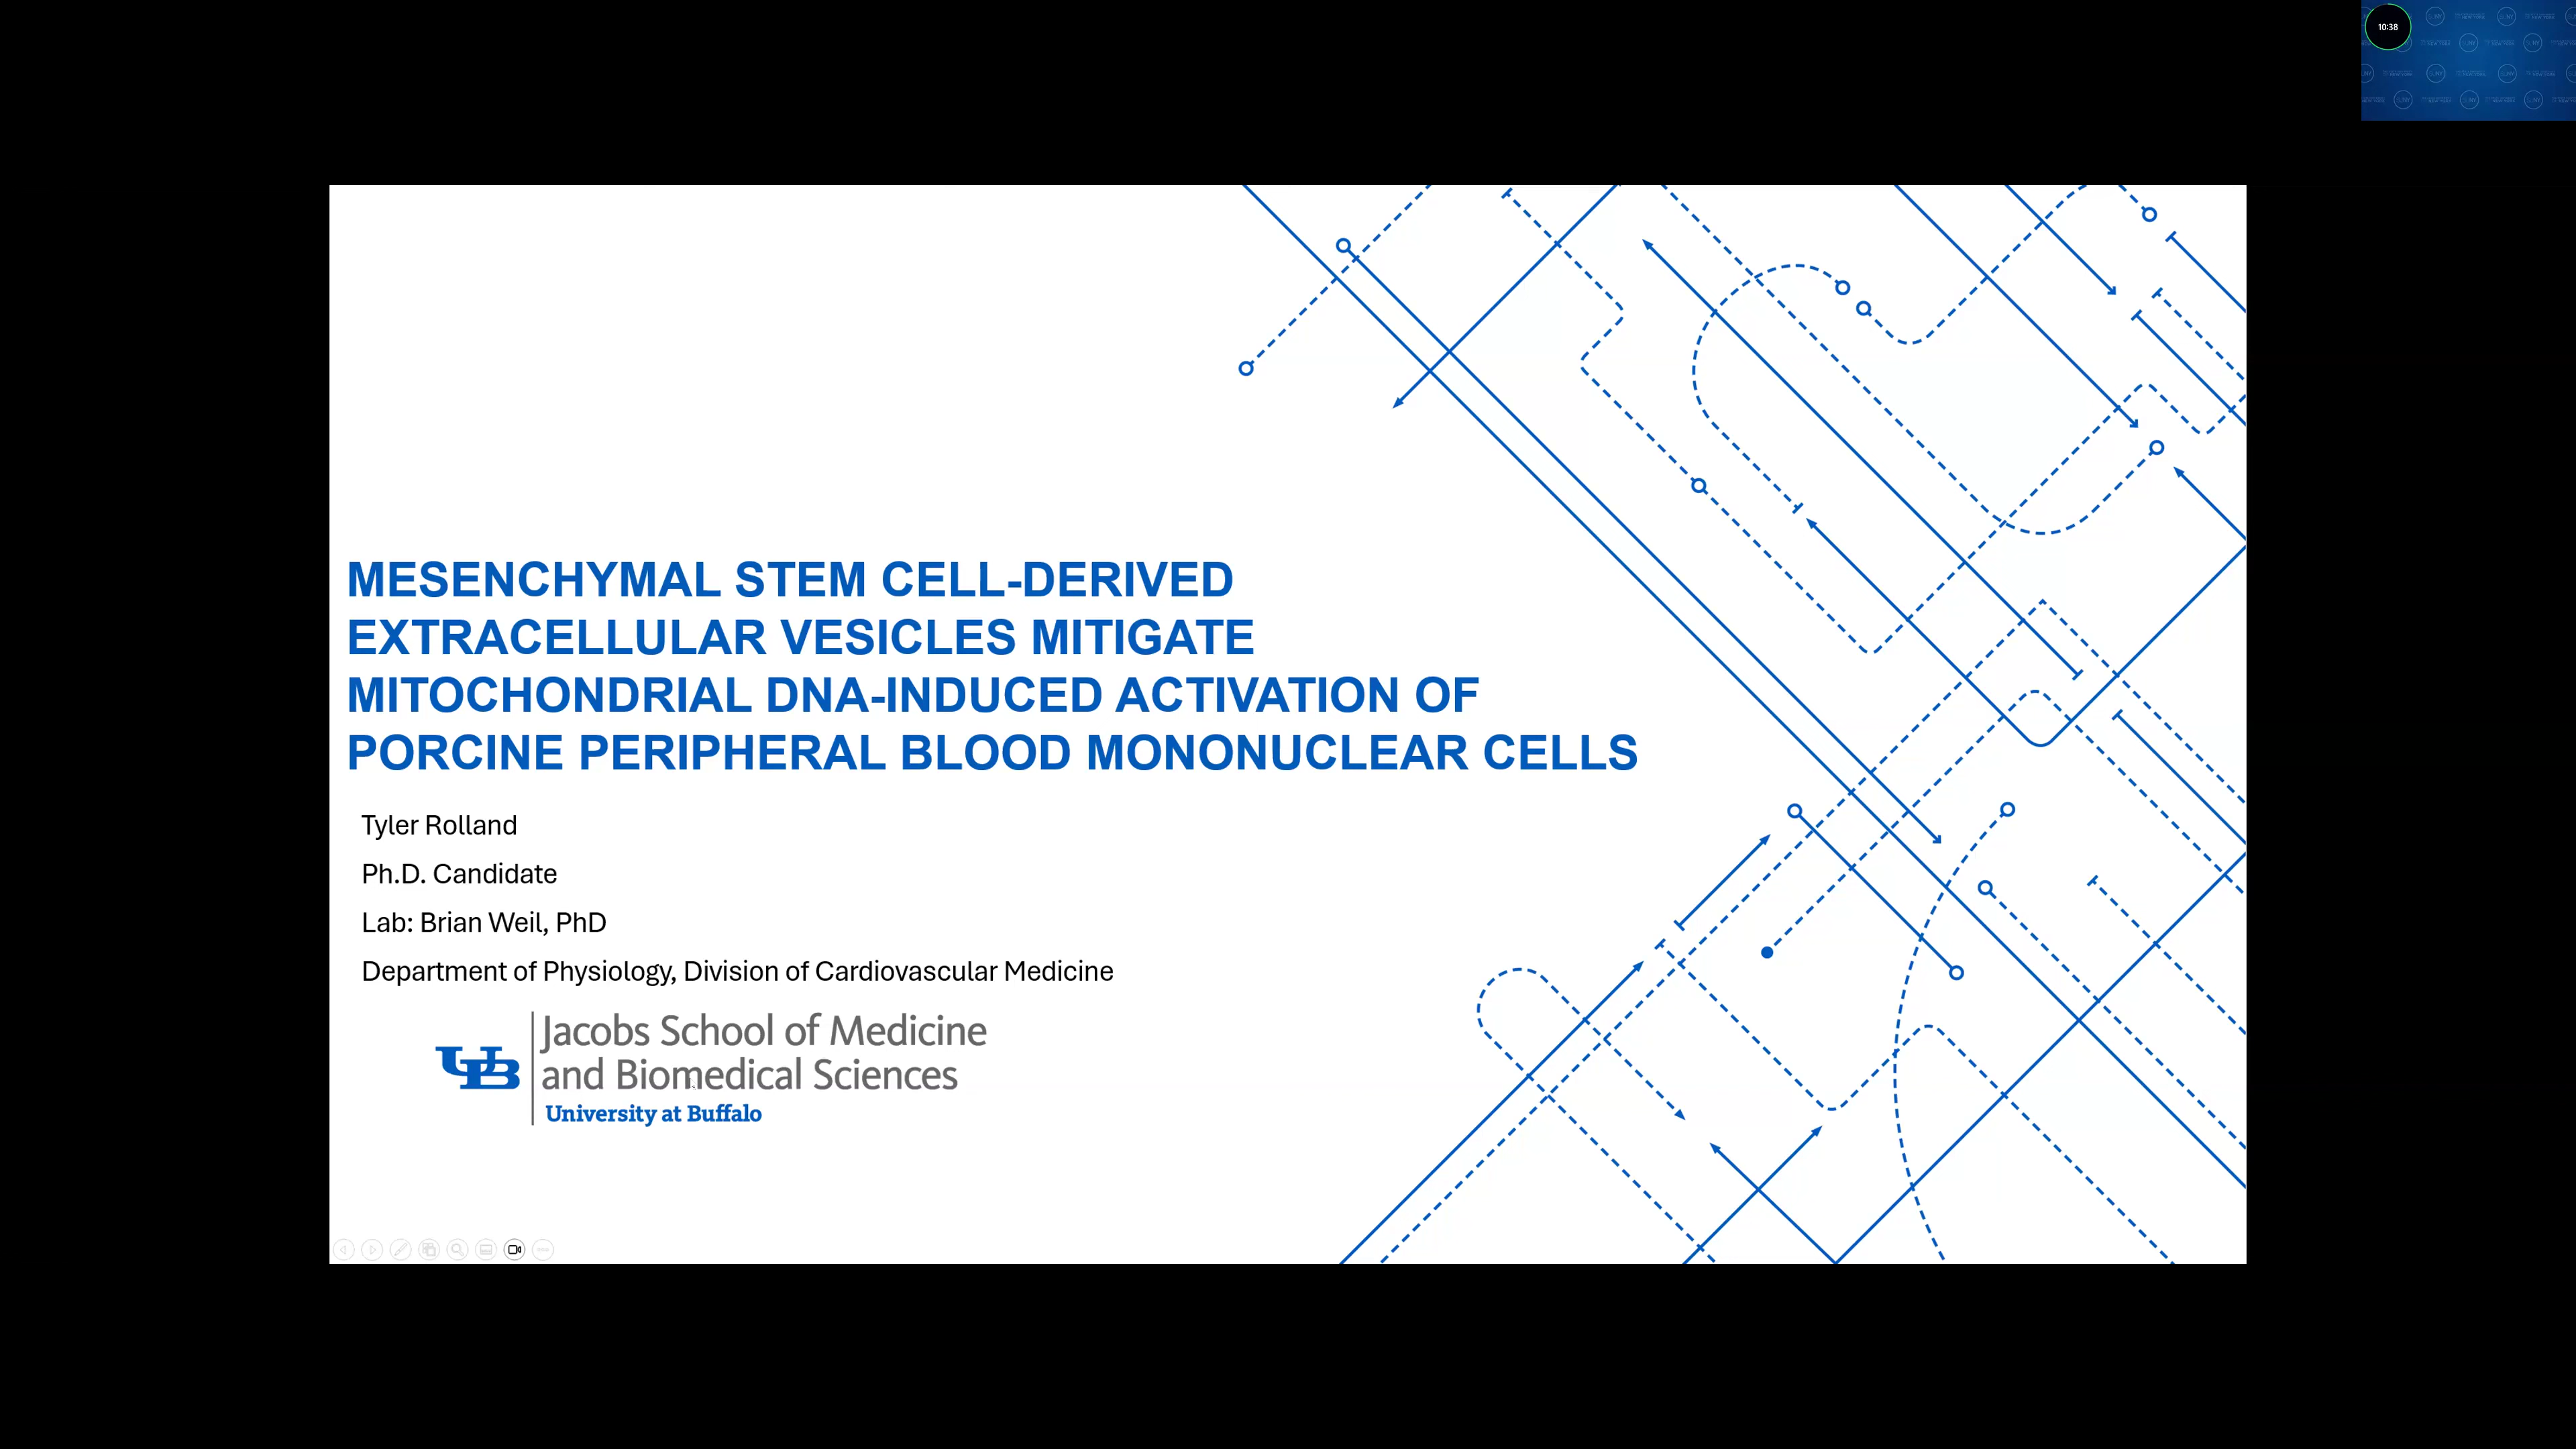 10:38
MESENCHYMAL STEM CELL-DERIVED
EXTRACELLULAR VESICLES MITIGATE
MITOCHONDRIAL DNA-INDUCED ACTIVATION OF
PORCINE PERIPHERAL BLOOD MONONUCLEAR CELLS
Tyler Rolland
Ph.D. Candidate
Lab: Brian Weil, PhD
Department of Physiology, Division of Cardiovascular Medicine
UB
Jacobs School of Medicine
and Biomedical Sciences
University at Buffalo